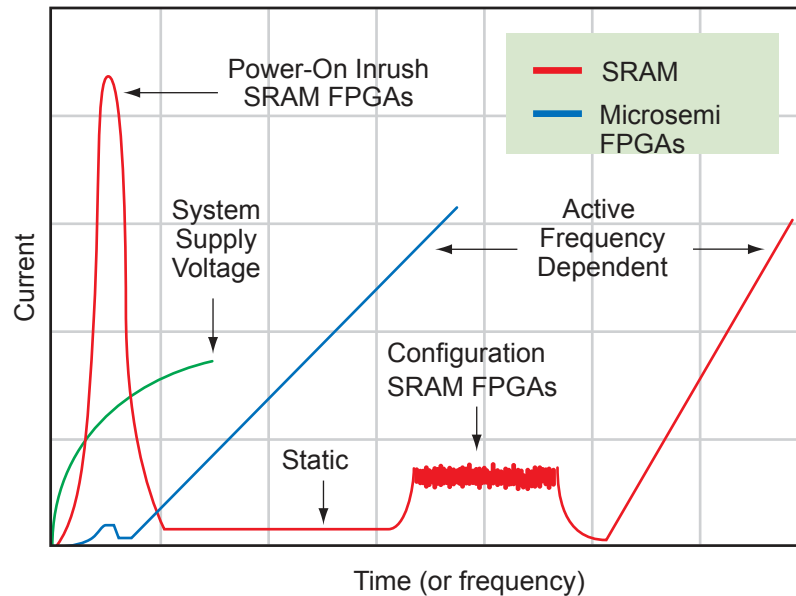 Power-On Inrush
SRAM FPGAs
SRAM
Microsemi
FPGAs
System
Supply
Voltage
Active
Frequency
Dependent
Current
Configuration
SRAM FPGAs
Static
Time (or frequency)